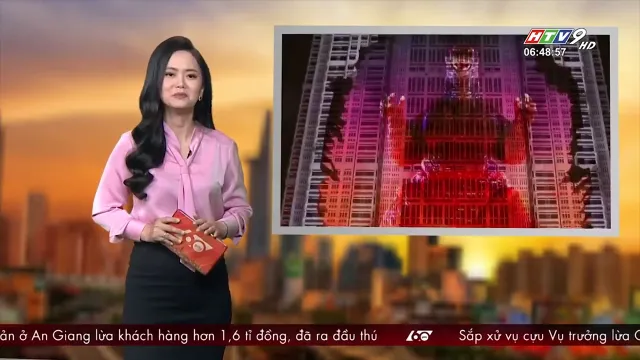 HTV9 HD
06:48:57
ản ở An Giang lừa khách hàng hơn 1,6 tỉ đồng, đã ra đầu thú
60
Sắp xử vụ cựu Vụ trưởng lừa